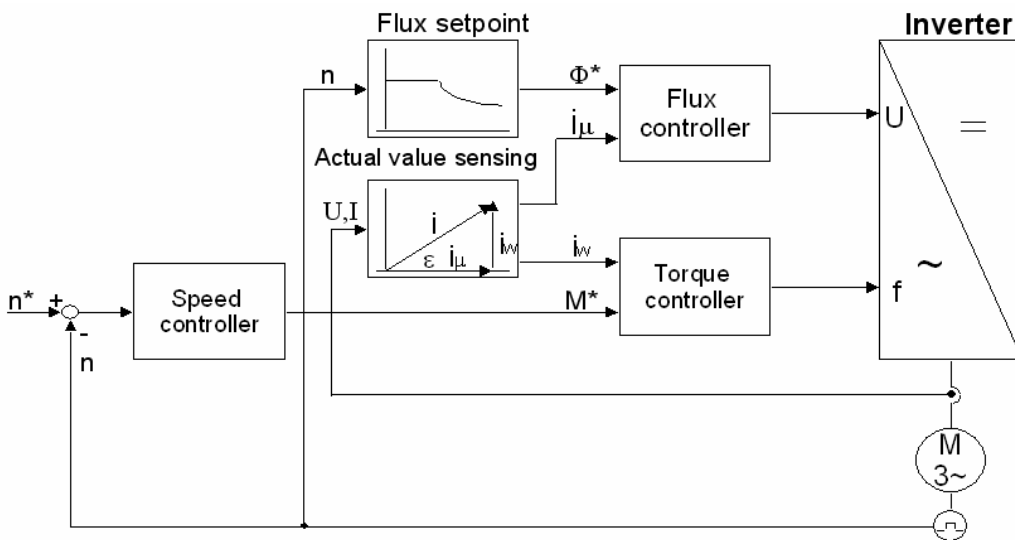 Flux setpoint
Inverter
n
Φ*
Flux
controller
iμ
U
=
Actual value sensing
U,I
i
iw
ε
iμ
iw
Torque
controller
~
f
n*
+
-
n
Speed
controller
M*
M
3~